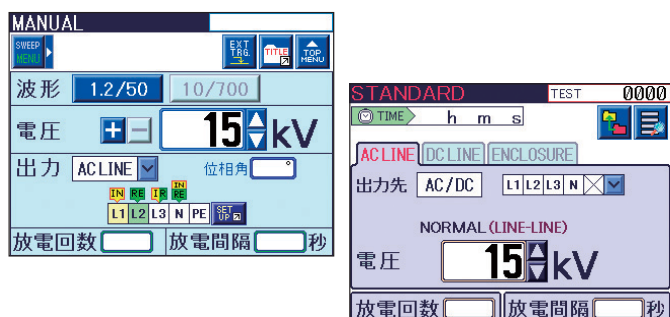 MANUAL
SWEEP MENU
EXT TRG.
TITLE
TOP MENU
波形 1.2/50 10/700
電圧 + - 15 kV
出力 AC LINE 位相角 °
IN RE IR IN RE
L1 L2 L3 N PE SET UP
放電回数 放電間隔 秒
STANDARD TEST 0000
TIME h m s
AC LINE DC LINE ENCLOSURE
出力先 AC/DC L1 L2 L3 N
NORMAL (LINE-LINE)
電圧 15 kV
放電回数 放電間隔 秒